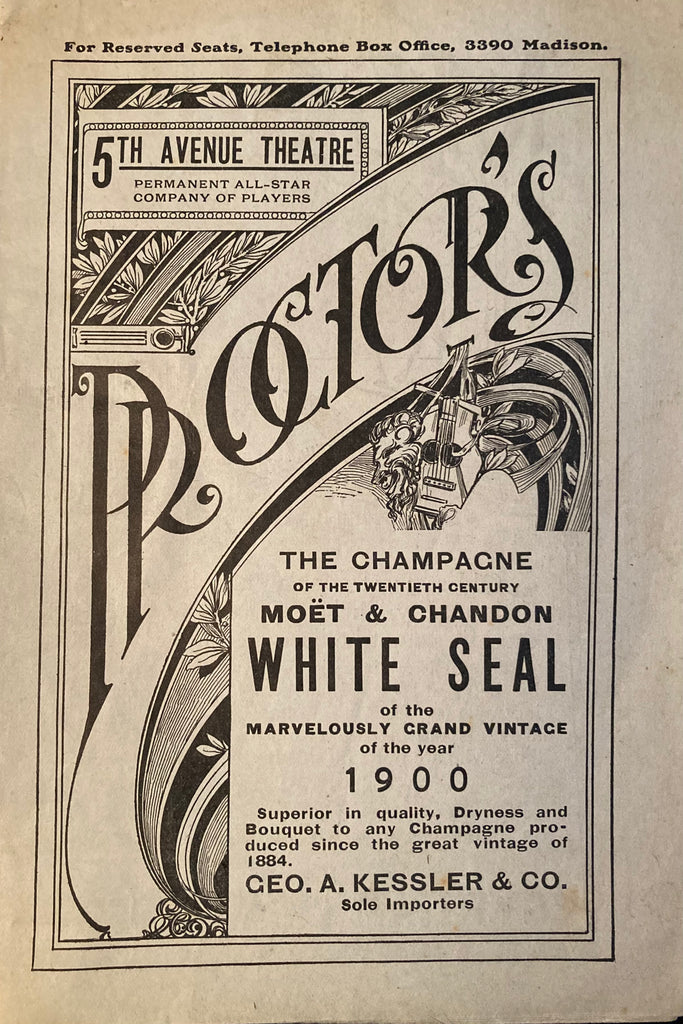 For Reserved Seats, Telephone Box Office, 3390 Madison.
5TH AVENUE THEATRE
PERMANENT ALL-STAR
COMPANY OF PLAYERS
PROCTOR'S
THE CHAMPAGNE
OF THE TWENTIETH CENTURY
MOËT & CHANDON
WHITE SEAL
of the
MARVELOUSLY GRAND VINTAGE
of the year
1900
Superior in quality, Dryness and
Bouquet to any Champagne pro-
duced since the great vintage of
1884.
GEO. A. KESSLER & CO.
Sole Importers